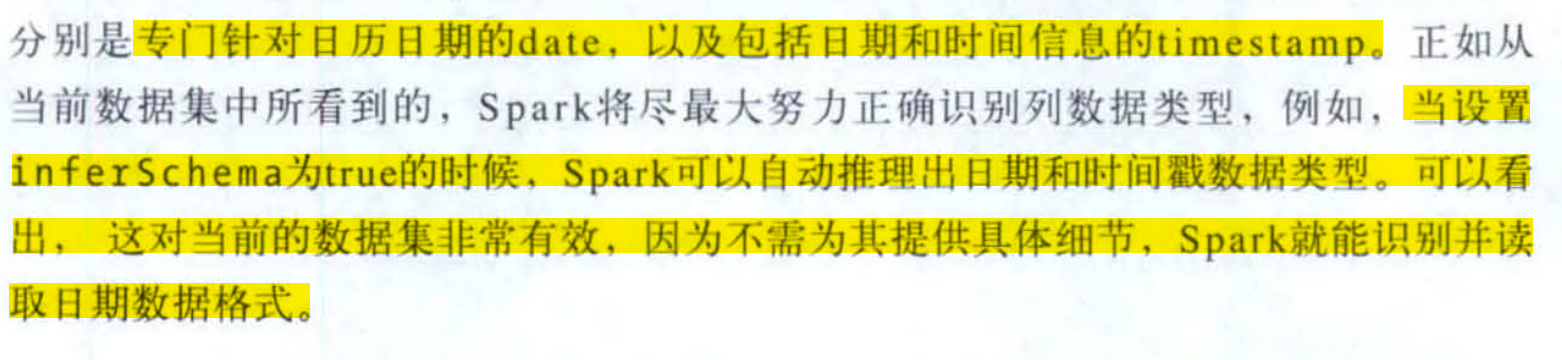 分别是专门针对日历日期的date，以及包括日期和时间信息的timestamp。正如从
当前数据集中所看到的，Spark将尽最大努力正确识别列数据类型，例如，当设置
inferSchema为true的时候，Spark可以自动推理出日期和时间戳数据类型。可以看
出， 这对当前的数据集非常有效，因为不需为其提供具体细节，Spark就能识别并读
取日期数据格式。